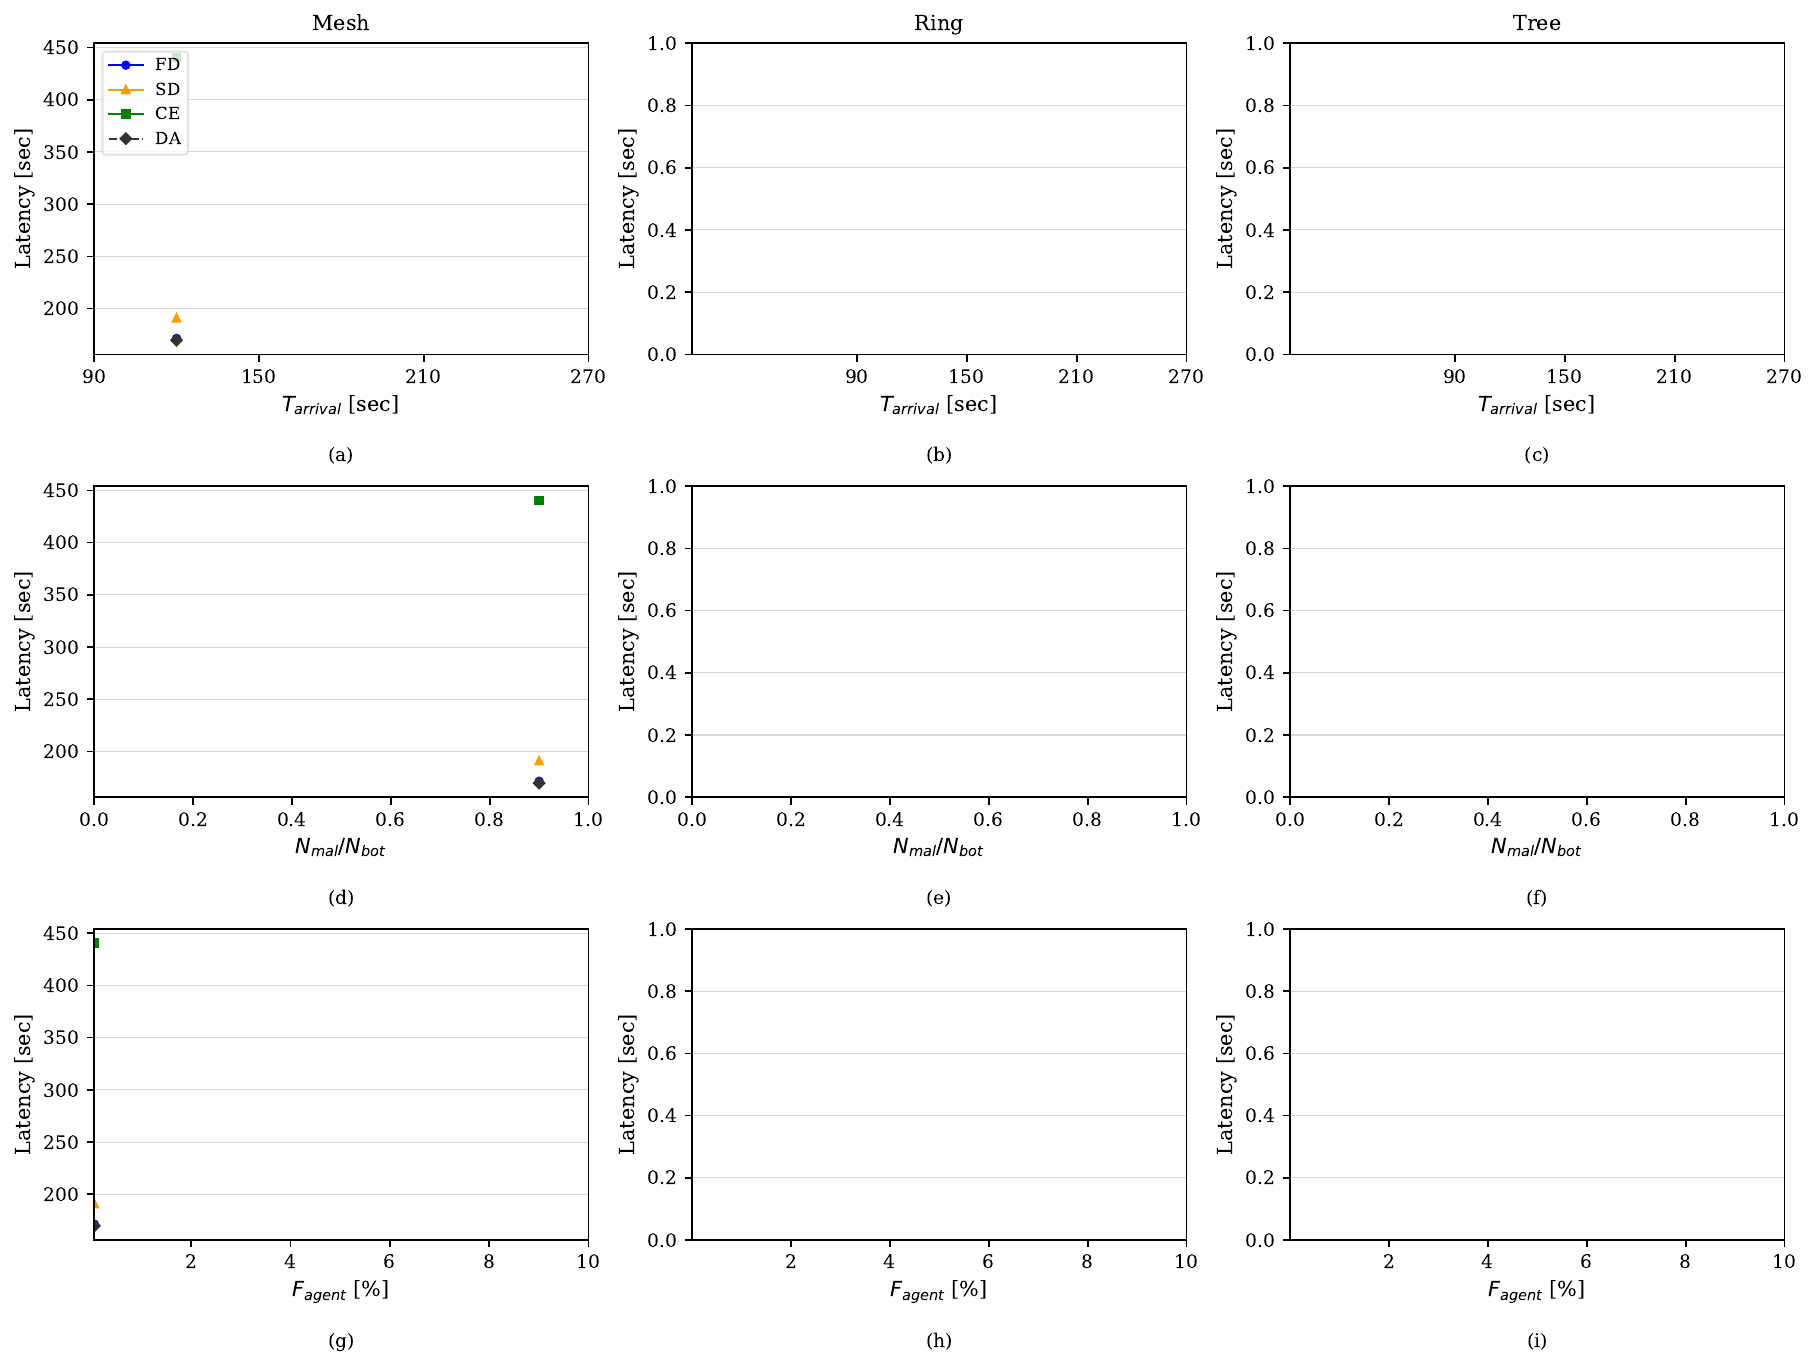 Mesh
Ring
Tree
FD
SD
CE
DA
Latency [sec]
450
400
350
300
250
200
90 150 210 270
T_arrival [sec]
(a)
Latency [sec]
1.0
0.8
0.6
0.4
0.2
0.0
90 150 210 270
T_arrival [sec]
(b)
Latency [sec]
1.0
0.8
0.6
0.4
0.2
0.0
90 150 210 270
T_arrival [sec]
(c)
Latency [sec]
450
400
350
300
250
200
0.0 0.2 0.4 0.6 0.8 1.0
N_mal/N_bot
(d)
Latency [sec]
1.0
0.8
0.6
0.4
0.2
0.0
0.0 0.2 0.4 0.6 0.8 1.0
N_mal/N_bot
(e)
Latency [sec]
1.0
0.8
0.6
0.4
0.2
0.0
0.0 0.2 0.4 0.6 0.8 1.0
N_mal/N_bot
(f)
Latency [sec]
450
400
350
300
250
200
2 4 6 8 10
F_agent [%]
(g)
Latency [sec]
1.0
0.8
0.6
0.4
0.2
0.0
2 4 6 8 10
F_agent [%]
(h)
Latency [sec]
1.0
0.8
0.6
0.4
0.2
0.0
2 4 6 8 10
F_agent [%]
(i)